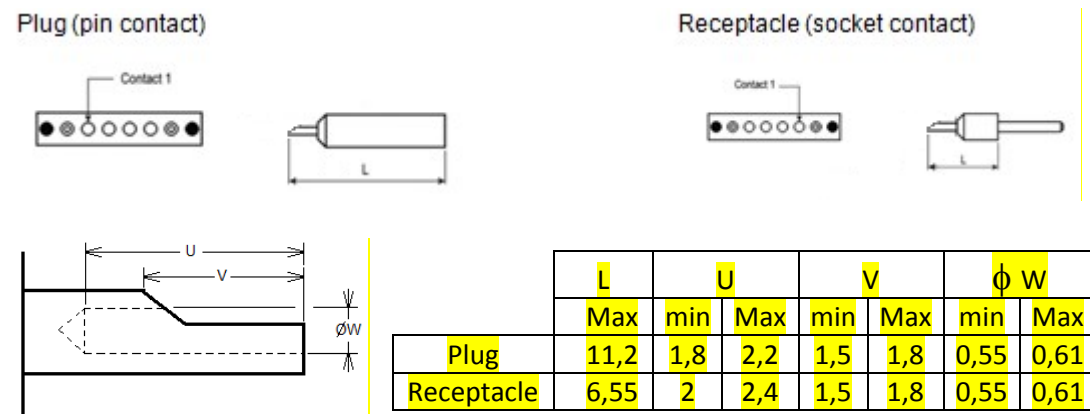 Plug (pin contact)
Receptacle (socket contact)
Contact 1
Contact 1
L
L
U
V
ØW
L U V ϕ W
Max min Max min Max min Max
Plug 11,2 1,8 2,2 1,5 1,8 0,55 0,61
Receptacle 6,55 2 2,4 1,5 1,8 0,55 0,61